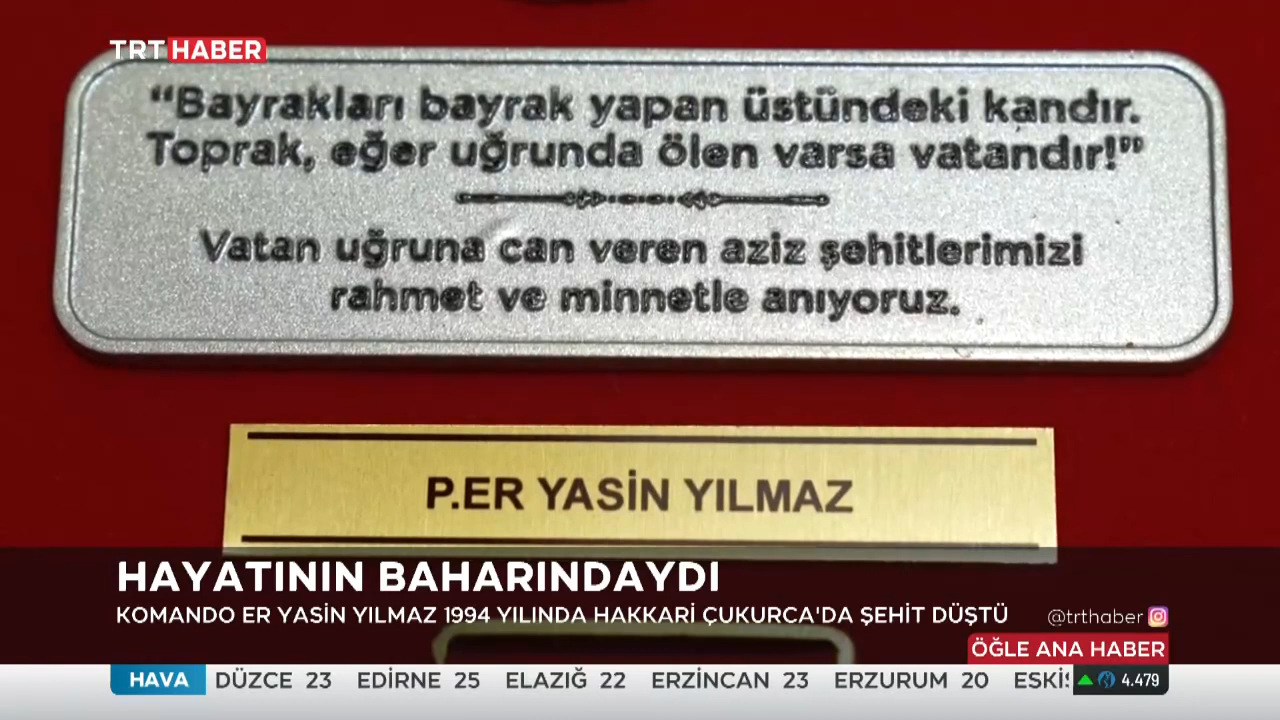 TRT HABER
“Bayrakları bayrak yapan üstündeki kandır.
Toprak, eğer uğrunda ölen varsa vatandır!”
Vatan uğruna can veren aziz şehitlerimizi
rahmet ve minnetle anıyoruz.
P.ER YASİN YILMAZ
HAYATININ BAHARINDAYDI
KOMANDO ER YASİN YILMAZ 1994 YILINDA HAKKARİ ÇUKURCA'DA ŞEHİT DÜŞTÜ @trthaber
ÖĞLE ANA HABER
HAVA DÜZCE 23 EDİRNE 25 ELAZIĞ 22 ERZİNCAN 23 ERZURUM 20 4.479